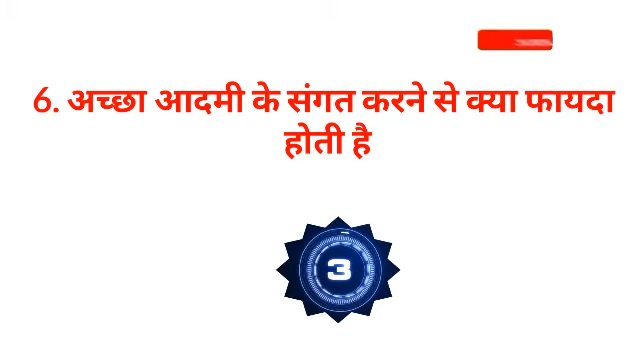 6. अच्छा आदमी के संगत करने से क्या फायदा
होती है
3